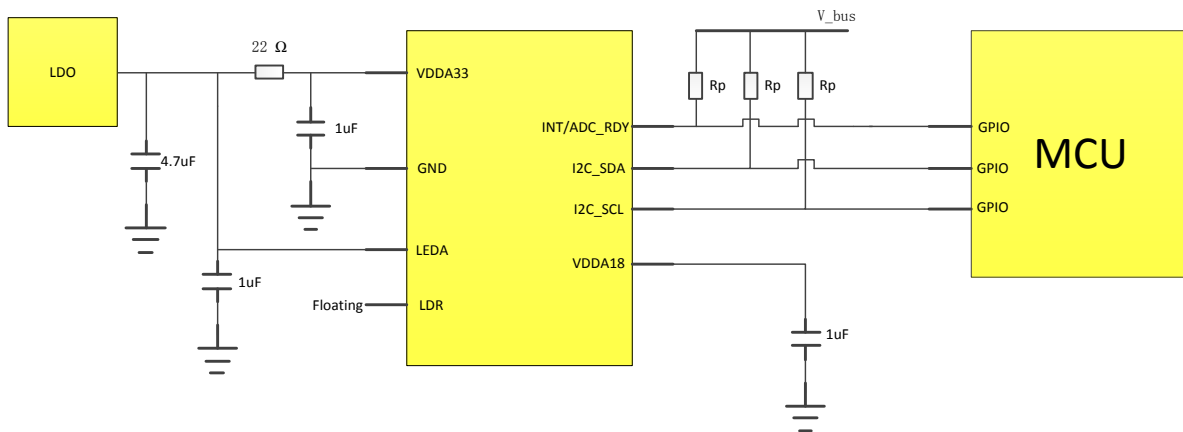 V_bus
22 Ω
LDO
VDDA33
Rp
Rp
Rp
1uF
INT/ADC_RDY
GPIO
MCU
4.7uF
GND
I2C_SDA
GPIO
I2C_SCL
GPIO
LEDA
VDDA18
1uF
Floating
LDR
1uF